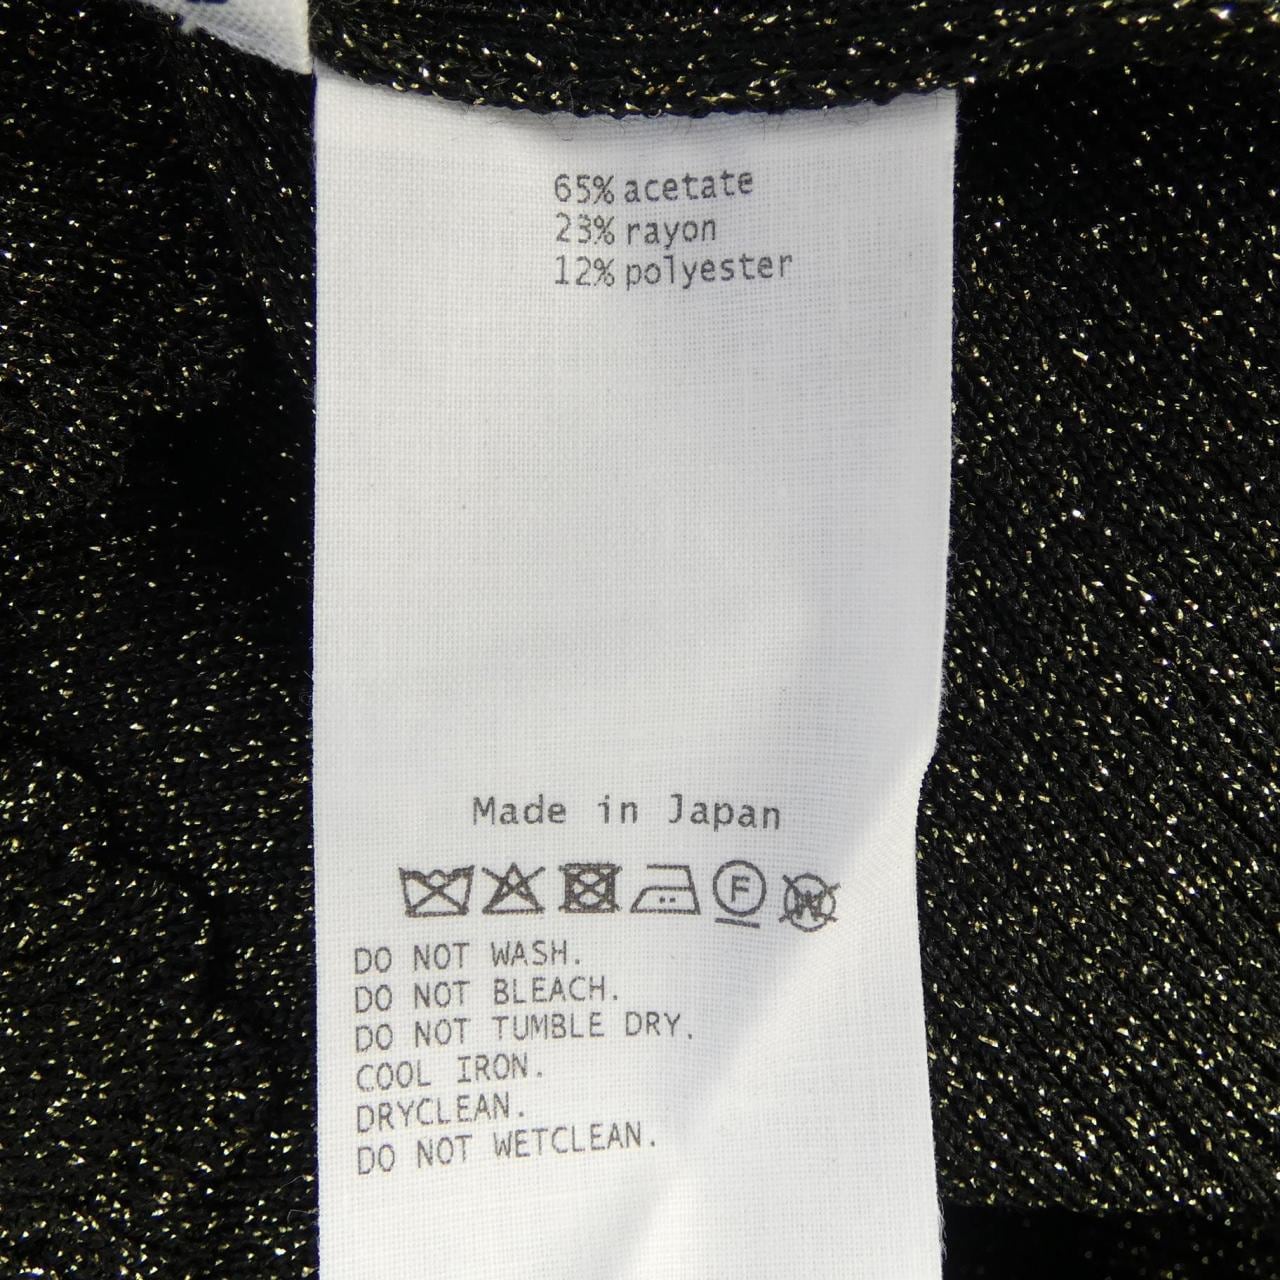 65% acetate
23% rayon
12% polyester
Made in Japan
F W
DO NOT WASH.
DO NOT BLEACH.
DO NOT TUMBLE DRY.
COOL IRON.
DRYCLEAN.
DO NOT WETCLEAN.